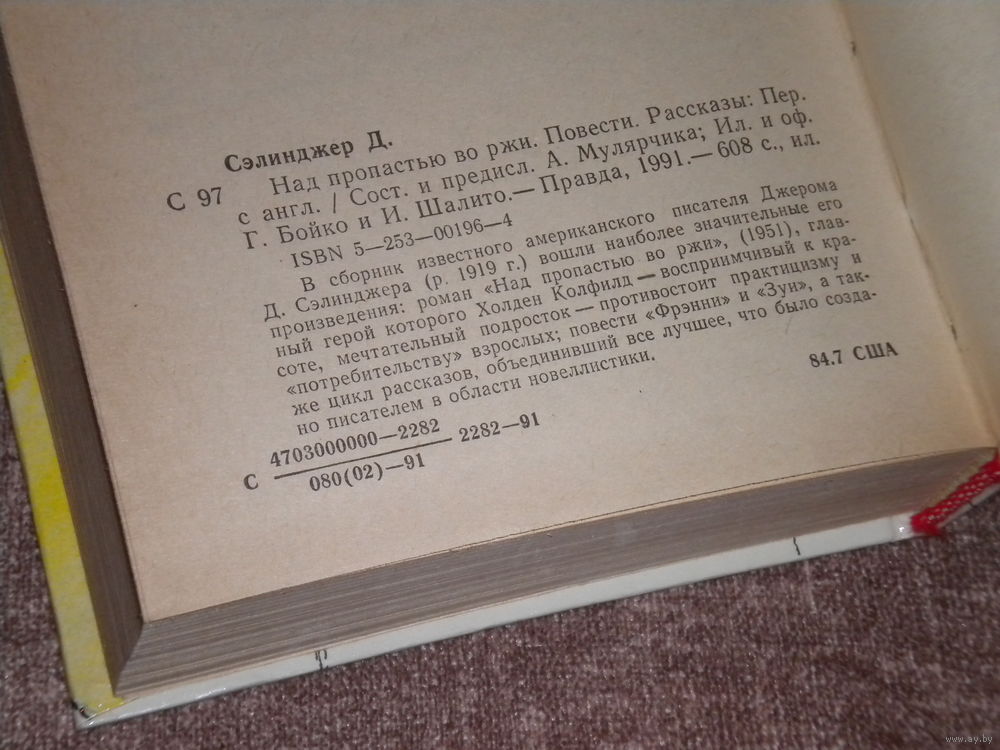 Сэлинджер Д.
С 97 Над пропастью во ржи. Повести. Рассказы: Пер.
с англ. / Сост. и предисл. А. Мулярчика; Ил. и оф.
Г. Бойко и И. Шалито.— Правда, 1991.— 608 с., ил.
ISBN 5—253—00196—4
В сборник известного американского писателя Джерома
Д. Сэлинджера (р. 1919 г.) вошли наиболее значительные его
произведения: роман «Над пропастью во ржи», (1951), глав-
ный герой которого Холден Колфилд — восприимчивый к кра-
соте, мечтательный подросток — противостоит практицизму и
«потребительству» взрослых; повести «Фрэнни» и «Зуи», а так-
же цикл рассказов, объединивший все лучшее, что было созда-
но писателем в области новеллистики.
84.7 США
С 4703000000—2282 2282—91
080(02)—91
www.ay.by